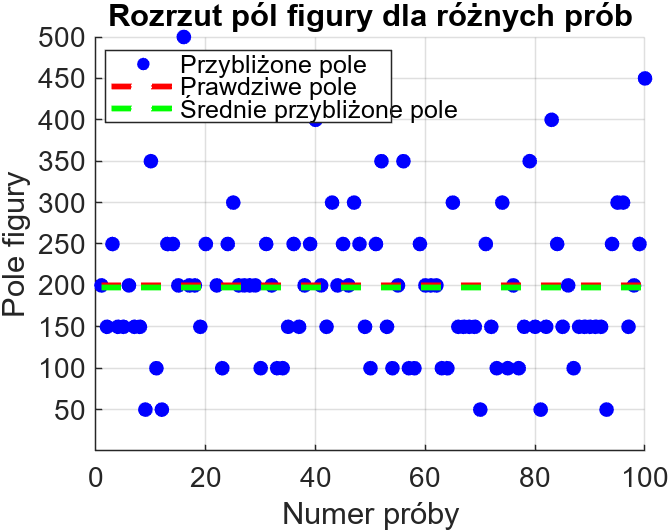 Rozrzut pól figury dla różnych prób
500
450
400
350
300
250
200
150
100
50
Pole figury
Przybliżone pole
Prawdziwe pole
Średnie przybliżone pole
0 20 40 60 80 100
Numer próby